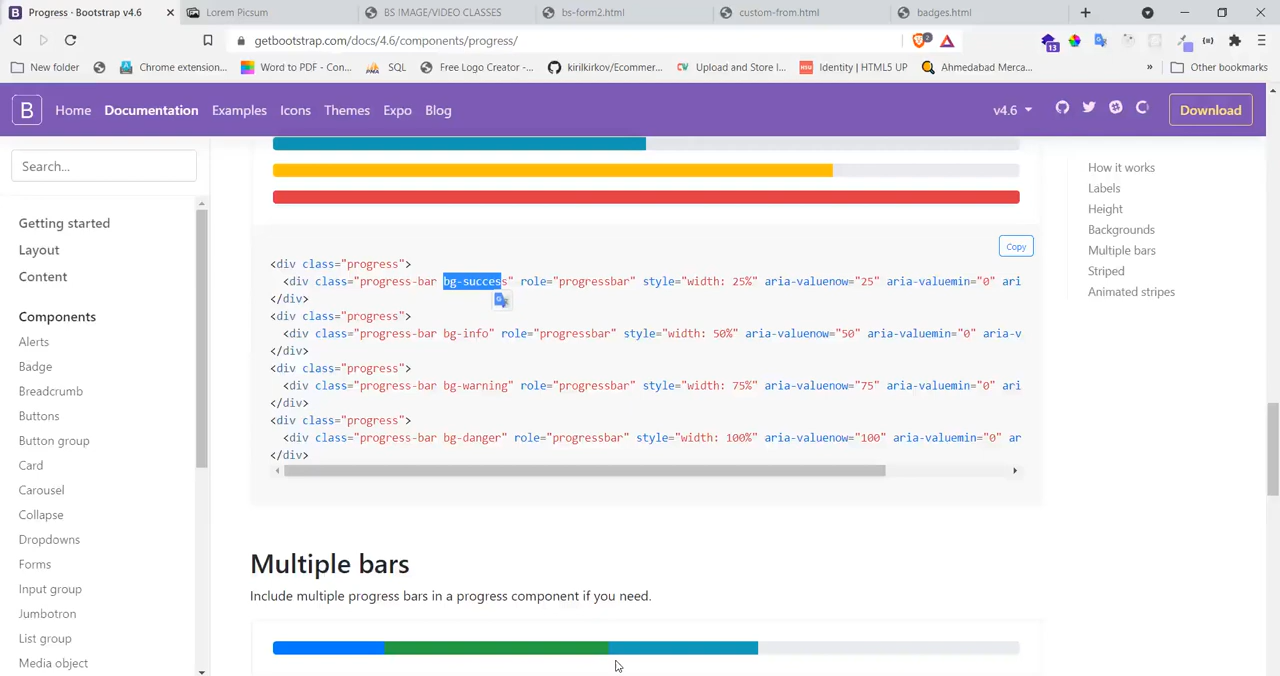 Progress · Bootstrap v4.6
Lorem Picsum
BS IMAGE/VIDEO CLASSES
bs-form2.html
custom-from.html
badges.html
getbootstrap.com/docs/4.6/components/progress/
2
13
New folder
Chrome extension...
Word to PDF - Con...
SQL
Free Logo Creator -...
kirilkirkov/Ecommer...
Upload and Store I...
Identity | HTML5 UP
Ahmedabad Merca...
»
Other bookmarks
B
Home
Documentation
Examples
Icons
Themes
Expo
Blog
v4.6
Download
Search...
Getting started
Layout
Content
Components
Alerts
Badge
Breadcrumb
Buttons
Button group
Card
Carousel
Collapse
Dropdowns
Forms
Input group
Jumbotron
List group
Media object
Copy
<div class="progress">
<div class="progress-bar bg-success" role="progressbar" style="width: 25%" aria-valuenow="25" aria-valuemin="0" ari
</div>
<div class="progress">
<div class="progress-bar bg-info" role="progressbar" style="width: 50%" aria-valuenow="50" aria-valuemin="0" aria-v
</div>
<div class="progress">
<div class="progress-bar bg-warning" role="progressbar" style="width: 75%" aria-valuenow="75" aria-valuemin="0" ari
</div>
<div class="progress">
<div class="progress-bar bg-danger" role="progressbar" style="width: 100%" aria-valuenow="100" aria-valuemin="0" ar
</div>
Multiple bars
Include multiple progress bars in a progress component if you need.
How it works
Labels
Height
Backgrounds
Multiple bars
Striped
Animated stripes